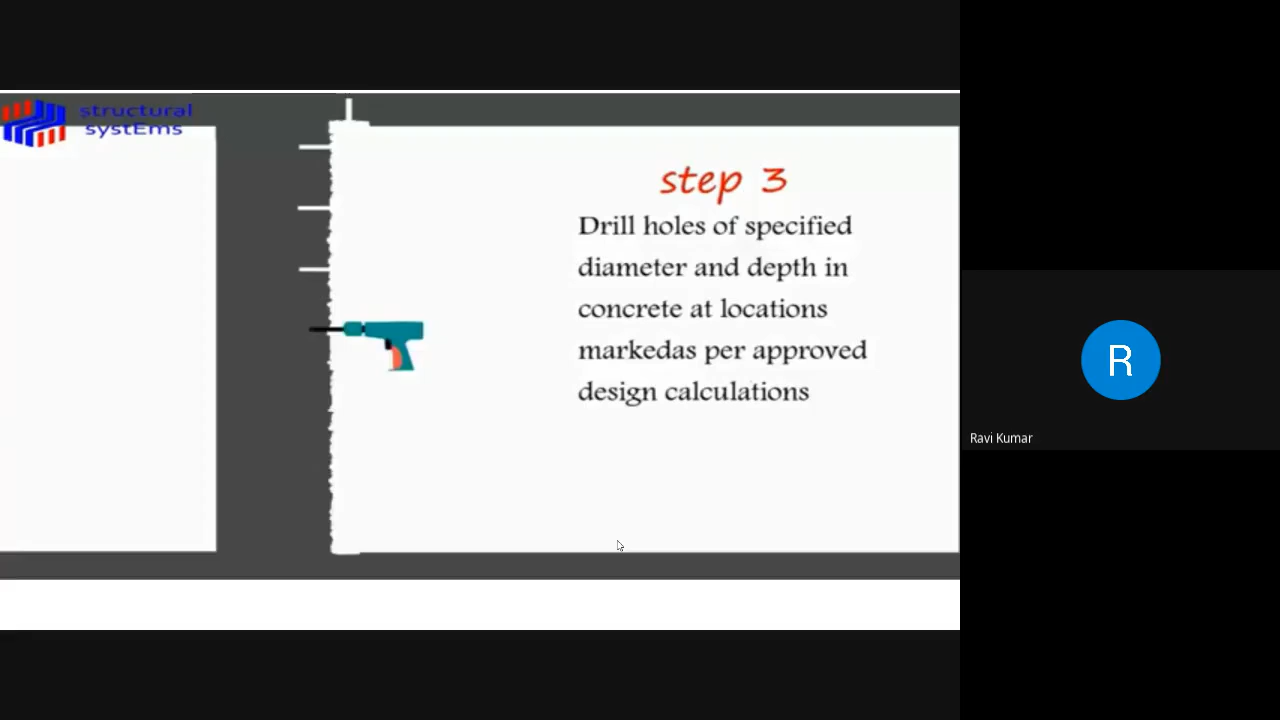 structural
systEms
step 3
Drill holes of specified
diameter and depth in
concrete at locations
markedas per approved
design calculations
R
Ravi Kumar